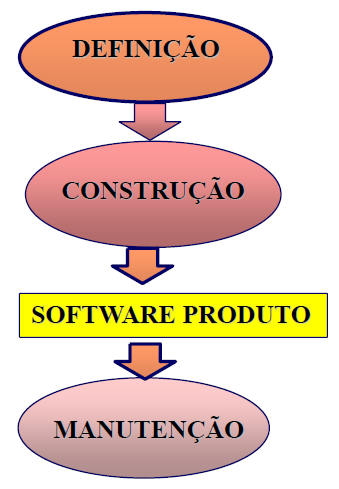 DEFINIÇÃO
CONSTRUÇÃO
SOFTWARE PRODUTO
MANUTENÇÃO